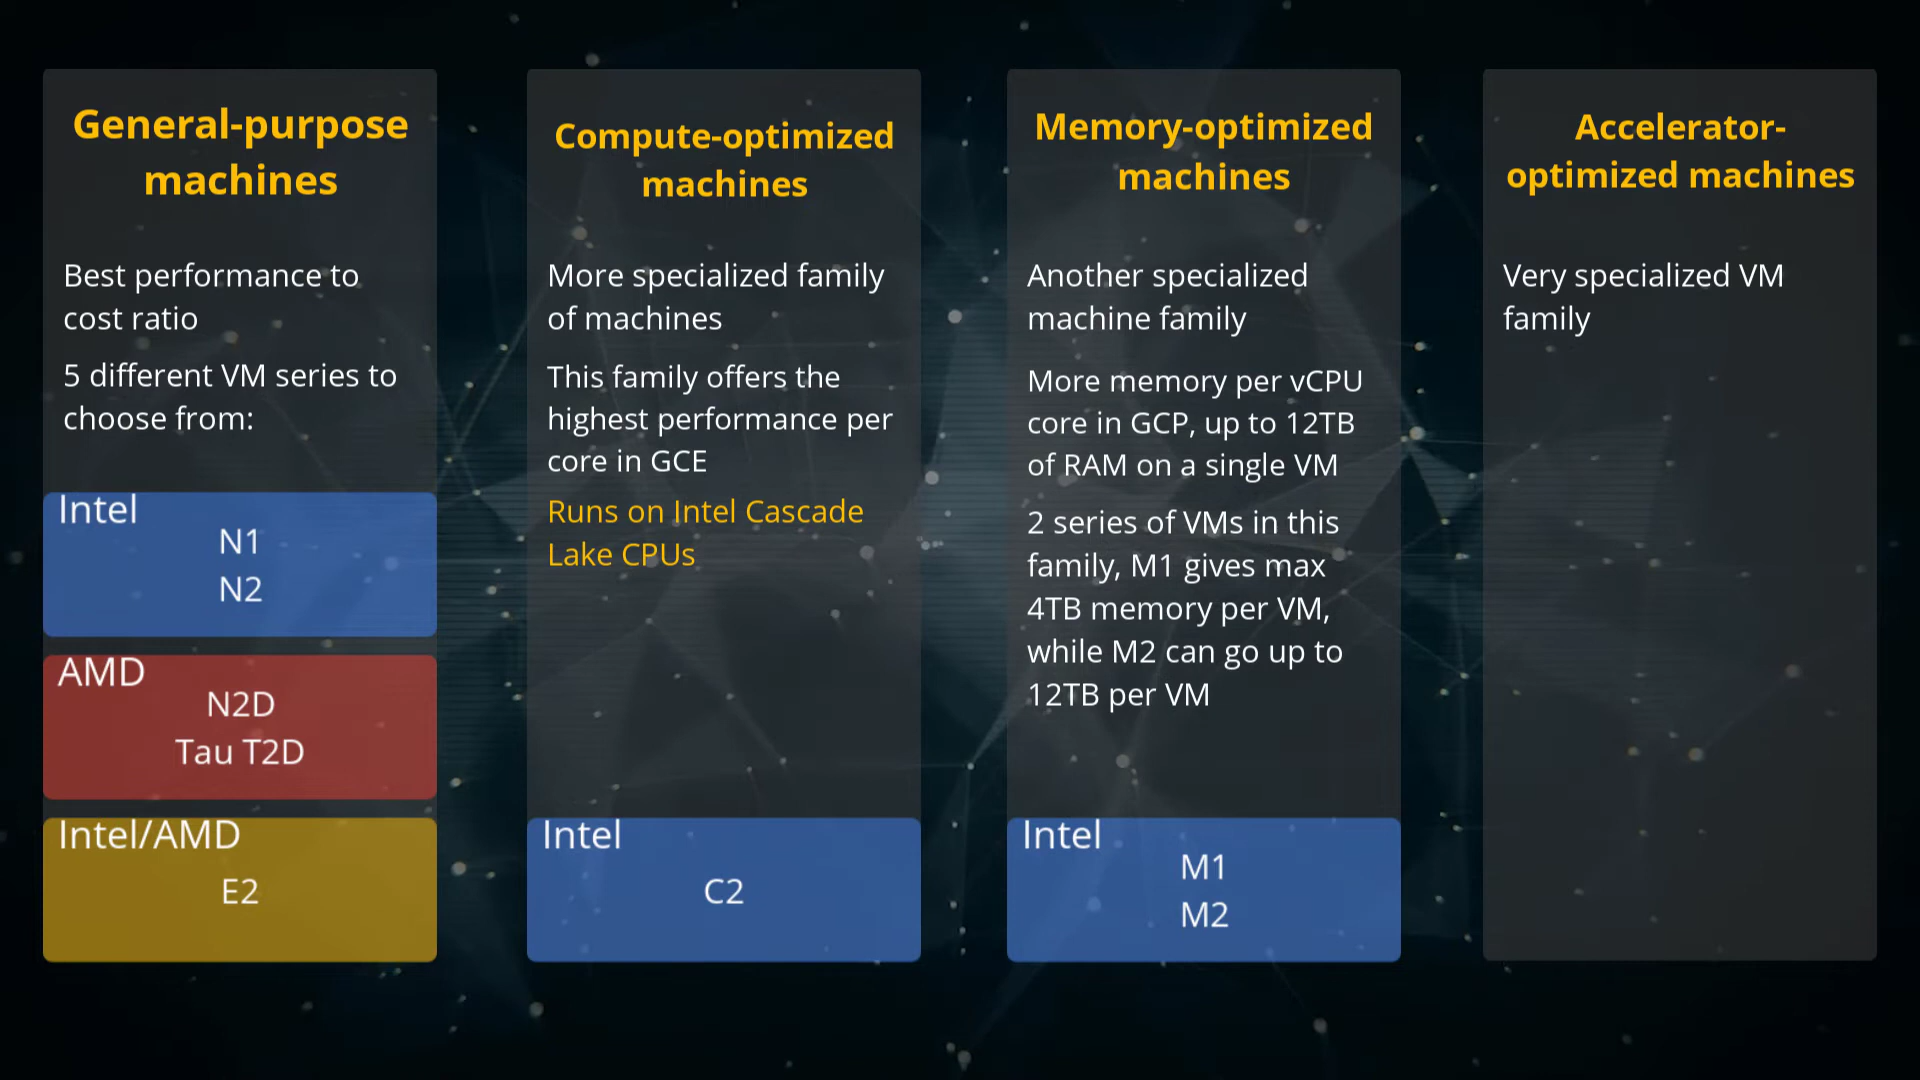 General-purpose
machines
Best performance to
cost ratio
5 different VM series to
choose from:
Intel
N1
N2
AMD
N2D
Tau T2D
Intel/AMD
E2
Compute-optimized
machines
More specialized family
of machines
This family offers the
highest performance per
core in GCE
Runs on Intel Cascade
Lake CPUs
Intel
C2
Memory-optimized
machines
Another specialized
machine family
More memory per vCPU
core in GCP, up to 12TB
of RAM on a single VM
2 series of VMs in this
family, M1 gives max
4TB memory per VM,
while M2 can go up to
12TB per VM
Intel
M1
M2
Accelerator-
optimized machines
Very specialized VM
family